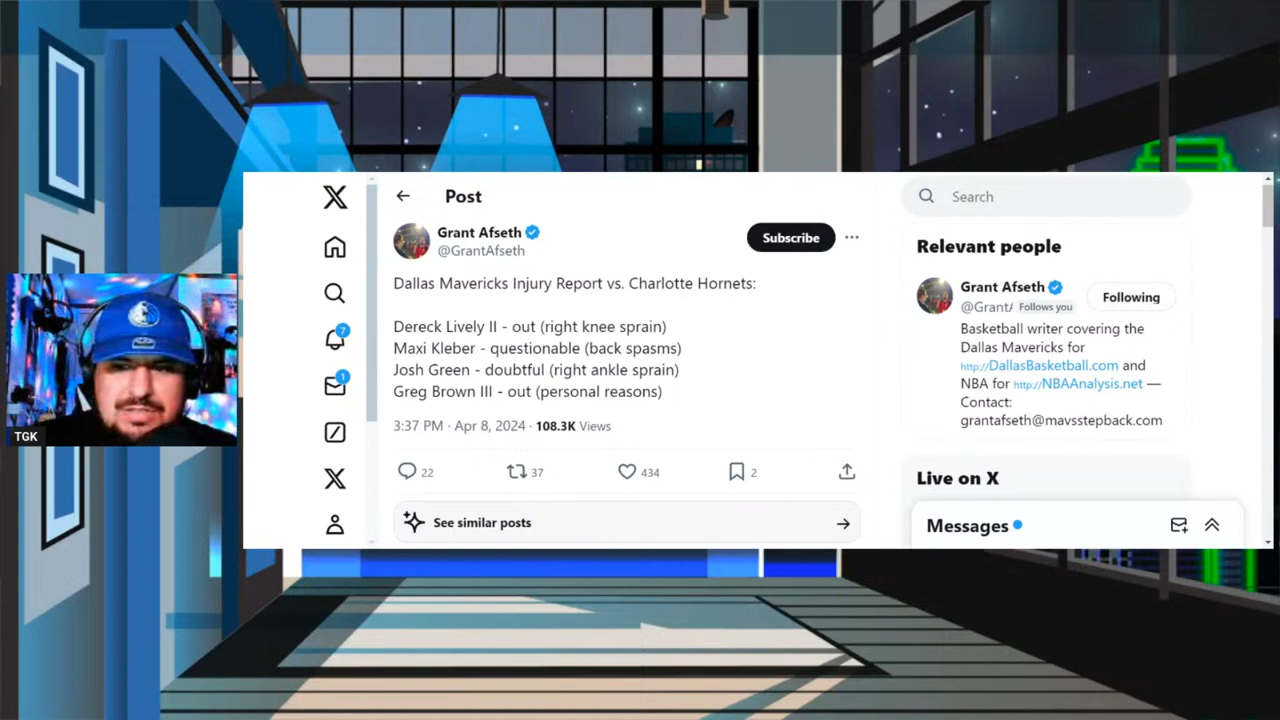 Post
Search
Grant Afseth
@GrantAfseth
Subscribe
Dallas Mavericks Injury Report vs. Charlotte Hornets:
Dereck Lively II - out (right knee sprain)
Maxi Kleber - questionable (back spasms)
Josh Green - doubtful (right ankle sprain)
Greg Brown III - out (personal reasons)
3:37 PM · Apr 8, 2024 · 108.3K Views
22
37
434
2
See similar posts
7
1
Relevant people
Grant Afseth
@GrantA Follows you
Following
Basketball writer covering the
Dallas Mavericks for
http://DallasBasketball.com and
NBA for http://NBAAnalysis.net —
Contact:
grantafseth@mavsstepback.com
Live on X
Messages
TGK